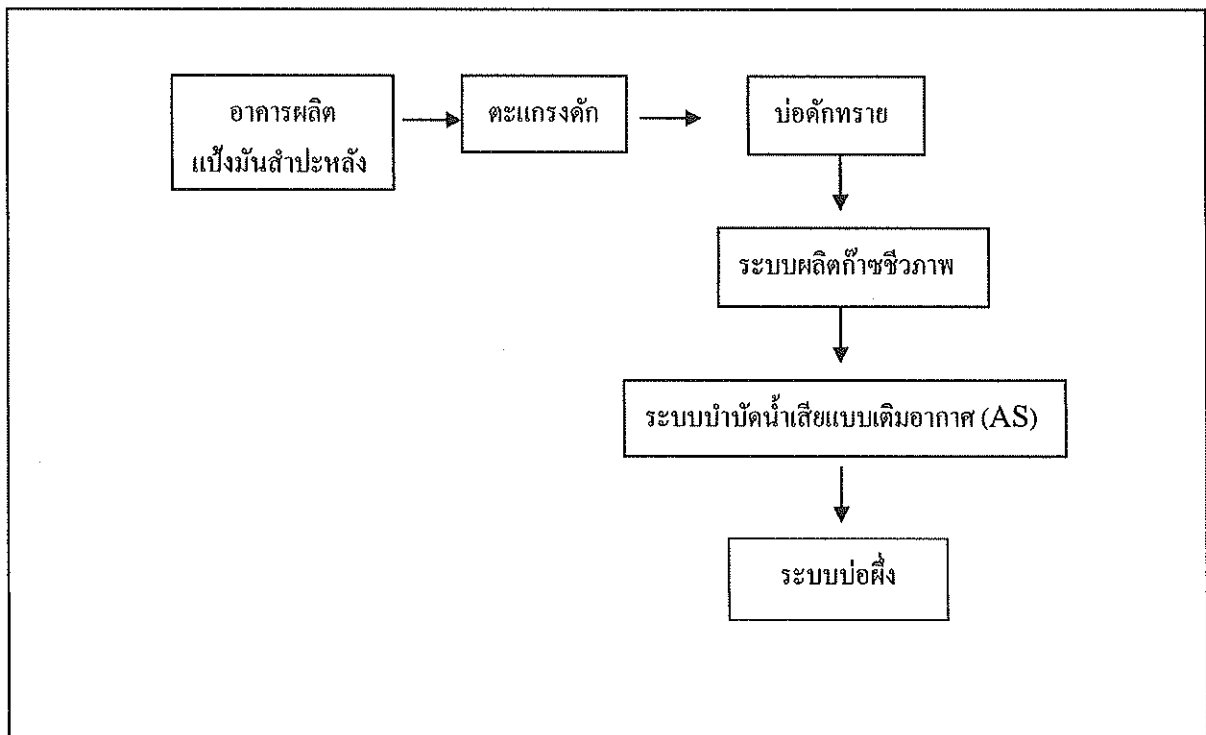 อาคารผลิต
แป้งมันสำปะหลัง
ตะแกรงดัก
บ่อดักทราย
ระบบผลิตก๊าซชีวภาพ
ระบบบำบัดน้ำเสียแบบเติมอากาศ (AS)
ระบบบ่อผึ่ง